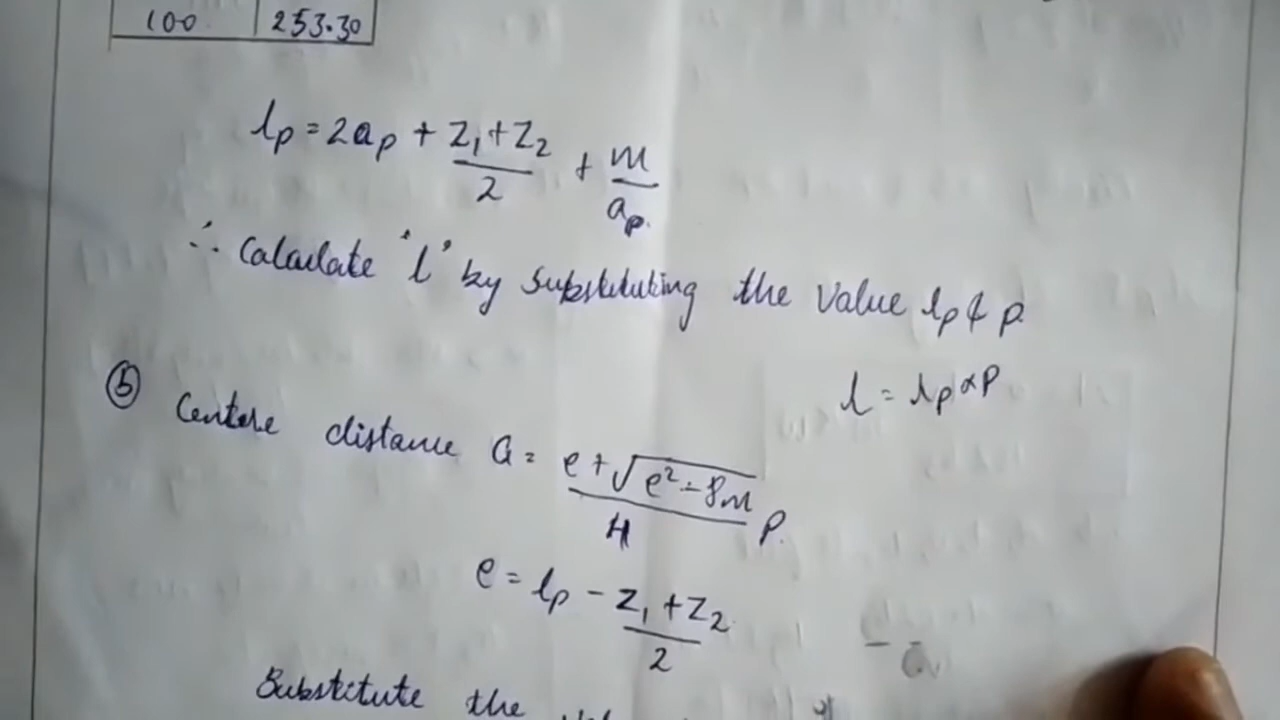 100 | 253.30
lp = 2ap + (Z1 + Z2)/2 + m/ap.
∴ Calculate 'l' by substituting the value lp & p.
l = lp × p
⑤ Centere distance a = (e + √(e² - 8m))/4 p.
e = lp - (Z1 + Z2)/2
Substitute the